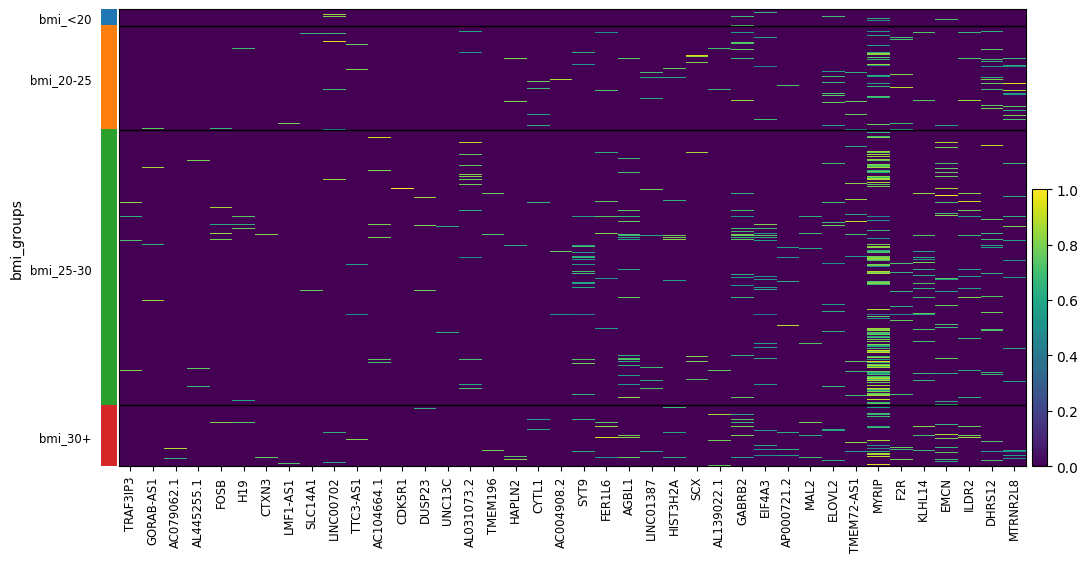 bmi_<20
bmi_20-25
bmi_25-30
bmi_30+
bmi_groups
1.0
0.8
0.6
0.4
0.2
0.0
TRAF3IP3
GORAB-AS1
AC079062.1
AL445255.1
FOSB
H19
CTXN3
LMF1-AS1
SLC14A1
LINC00702
TTC3-AS1
AC104664.1
CDK5R1
DUSP23
UNC13C
AL031073.2
TMEM196
HAPLN2
CYTL1
AC004908.2
SYT9
FER1L6
AGBL1
LINC01387
HIST3H2A
SCX
AL139022.1
GABRB2
EIF4A3
AP000721.2
MAL2
ELOVL2
TMEM72-AS1
MYRIP
F2R
KLHL14
EMCN
ILDR2
DHRS12
MTRNR2L8